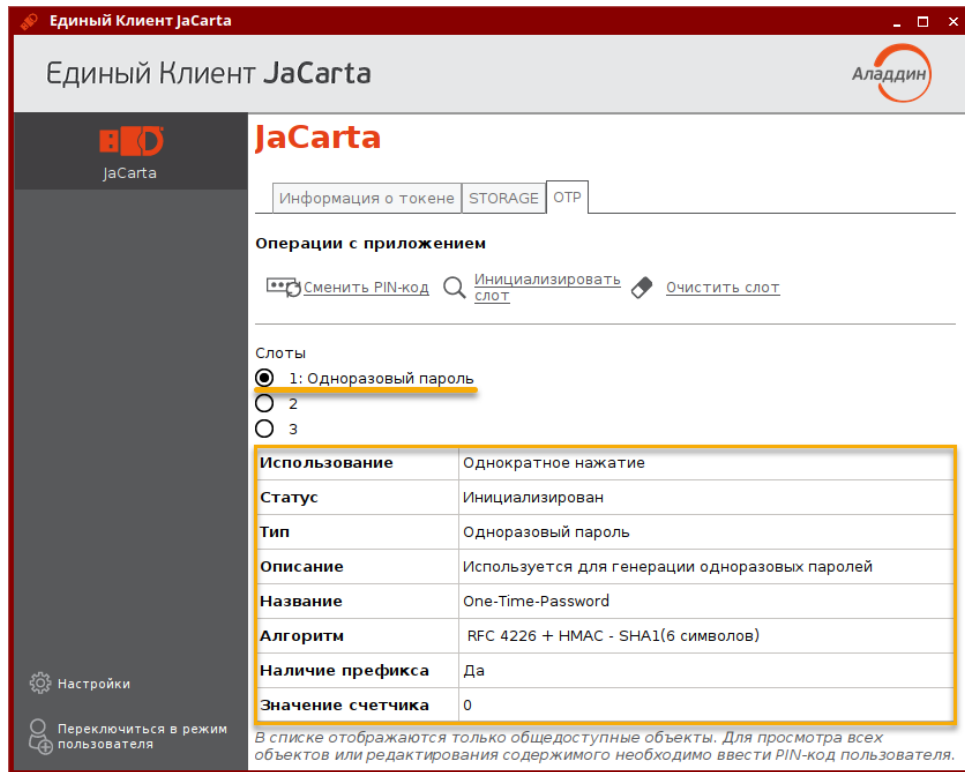 Единый Клиент JaCarta
Единый Клиент JaCarta
Аладдин
JaCarta
JaCarta
Информация о токене STORAGE OTP
Операции с приложением
Сменить PIN-код Инициализировать слот Очистить слот
Слоты
1: Одноразовый пароль
2
3
Использование Однократное нажатие
Статус Инициализирован
Тип Одноразовый пароль
Описание Используется для генерации одноразовых паролей
Название One-Time-Password
Алгоритм RFC 4226 + HMAC - SHA1(6 символов)
Наличие префикса Да
Значение счетчика 0
В списке отображаются только общедоступные объекты. Для просмотра всех
объектов или редактирования содержимого необходимо ввести PIN-код пользователя.
Настройки
Переключиться в режим
пользователя